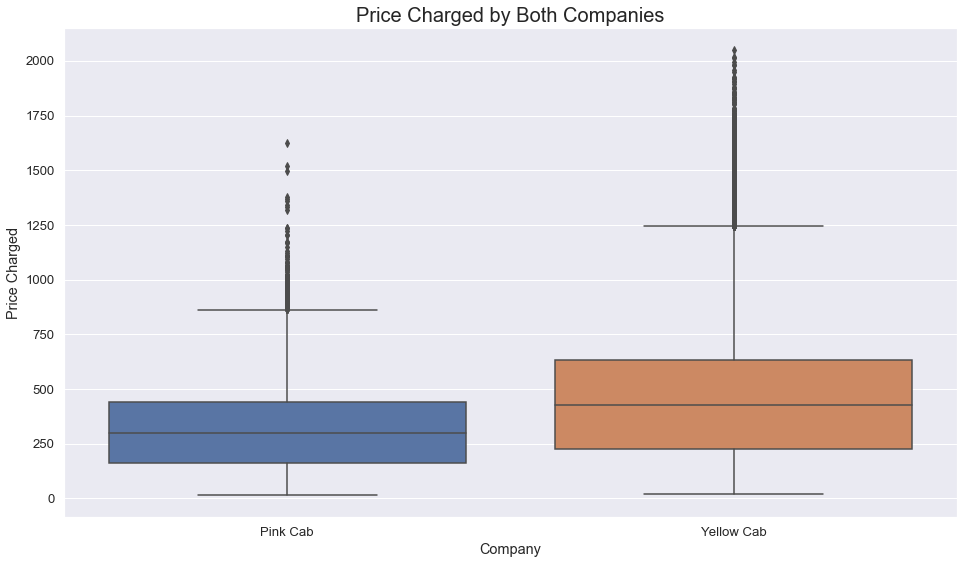 Price Charged by Both Companies
2000
1750
1500
1250
1000
750
500
250
0
Price Charged
Pink Cab
Yellow Cab
Company